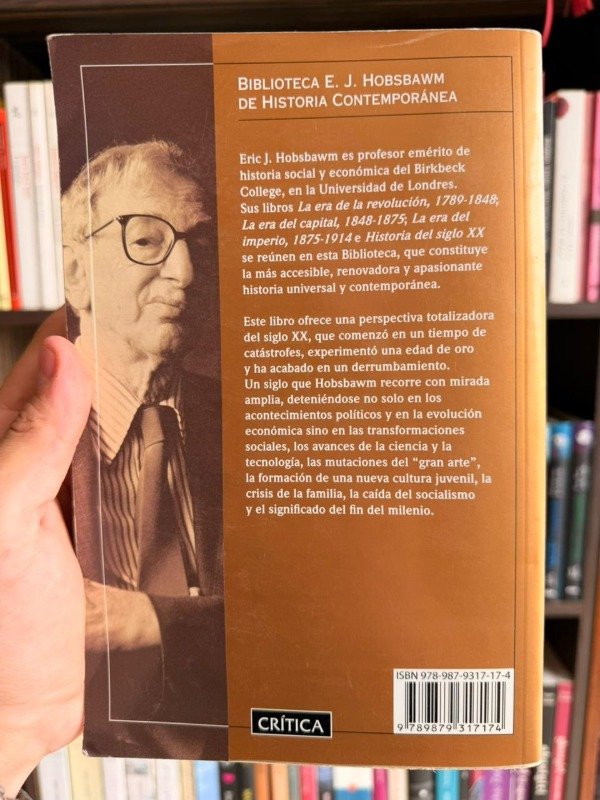 BIBLIOTECA E. J. HOBSBAWM
DE HISTORIA CONTEMPORÁNEA
Eric J. Hobsbawm es profesor emérito de
historia social y económica del Birkbeck
College, en la Universidad de Londres.
Sus libros La era de la revolución, 1789-1848;
La era del capital, 1848-1875; La era del
imperio, 1875-1914 e Historia del siglo XX
se reúnen en esta Biblioteca, que constituye
la más accesible, renovadora y apasionante
historia universal y contemporánea.
Este libro ofrece una perspectiva totalizadora
del siglo XX, que comenzó en un tiempo de
catástrofes, experimentó una edad de oro
y ha acabado en un derrumbamiento.
Un siglo que Hobsbawm recorre con mirada
amplia, deteniéndose no solo en los
acontecimientos políticos y en la evolución
económica sino en las transformaciones
sociales, los avances de la ciencia y la
tecnología, las mutaciones del “gran arte”,
la formación de una nueva cultura juvenil, la
crisis de la familia, la caída del socialismo
y el significado del fin del milenio.
ISBN 978-987-9317-17-4
9 789879 317174
CRÍTICA